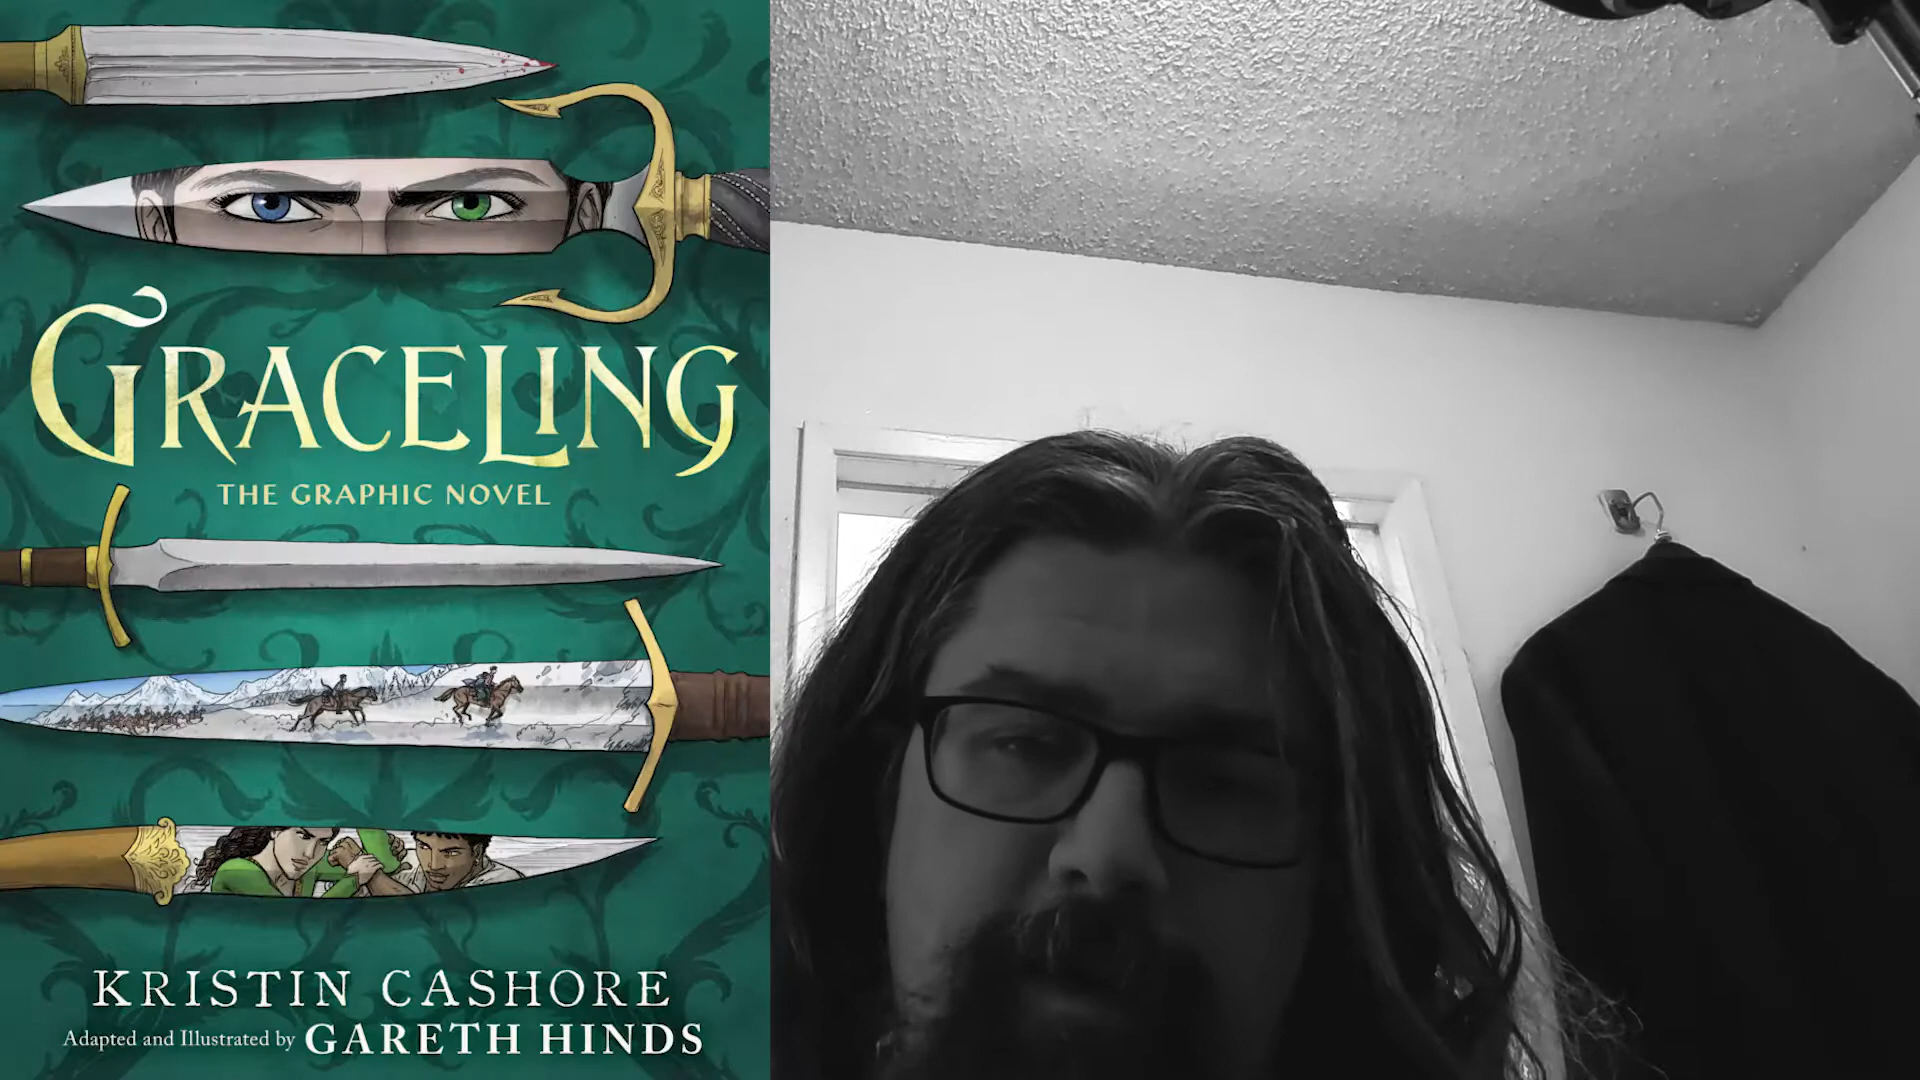 GRACELING
THE GRAPHIC NOVEL
KRISTIN CASHORE
Adapted and Illustrated by GARETH HINDS